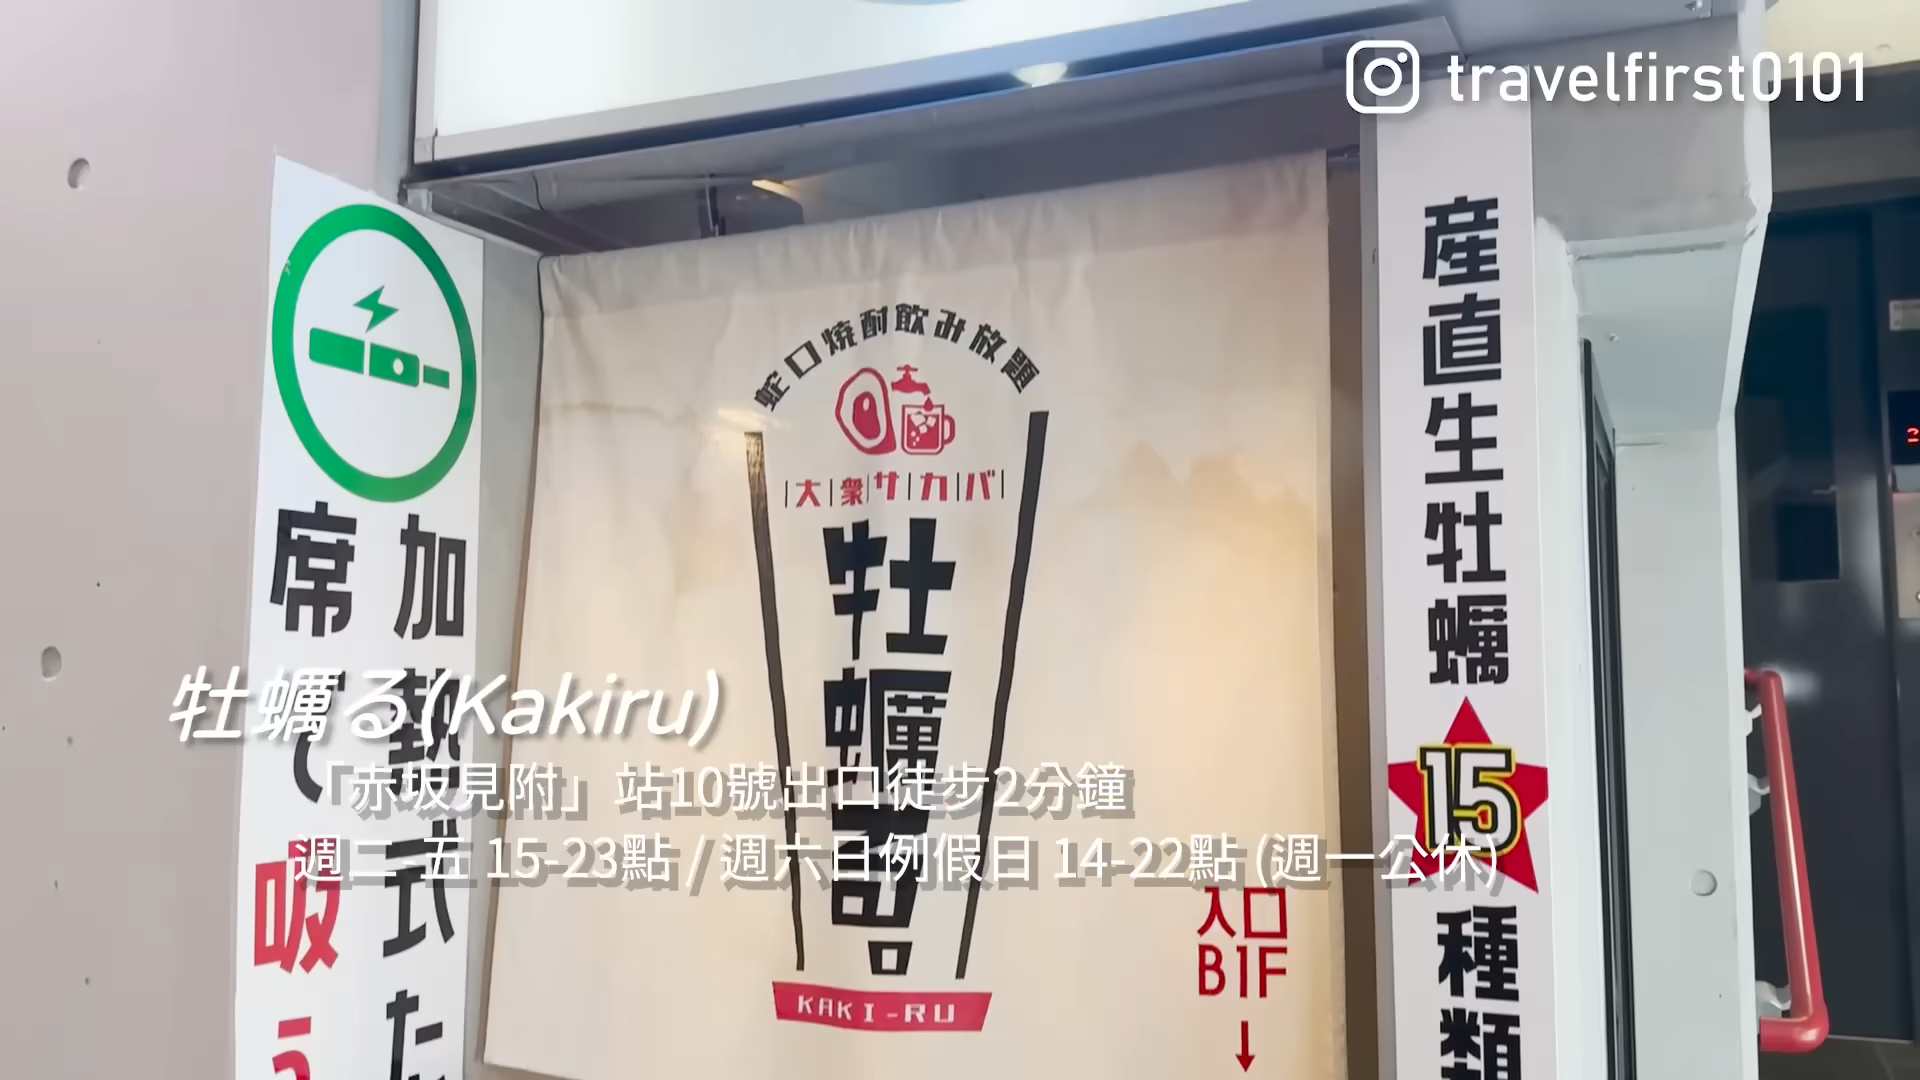 travelfirst0101
加熱式た
席で吸う
蛇口焼酎飲み放題
大衆サカバ
牡蠣る。
KAKI-RU
産直生牡蠣
15
種類
入口
B1F
牡蠣る(Kakiru)
「赤坂見附」站10號出口徒步2分鐘
週二-五 15-23點 / 週六日例假日 14-22點 (週一公休)